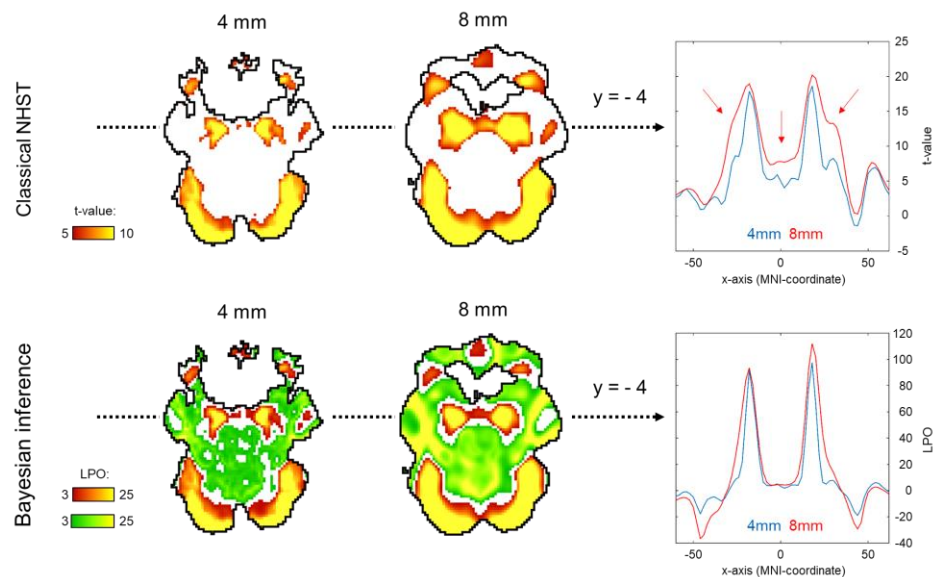 4 mm
8 mm
Classical NHST
y = - 4
t-value:
5
10
25
20
15
10
5
0
-5
t-value
4mm 8mm
-50
0
50
x-axis (MNI-coordinate)
4 mm
8 mm
Bayesian inference
y = - 4
LPO:
3
25
3
25
120
100
80
60
40
20
0
-20
-40
LPO
4mm 8mm
-50
0
50
x-axis (MNI-coordinate)